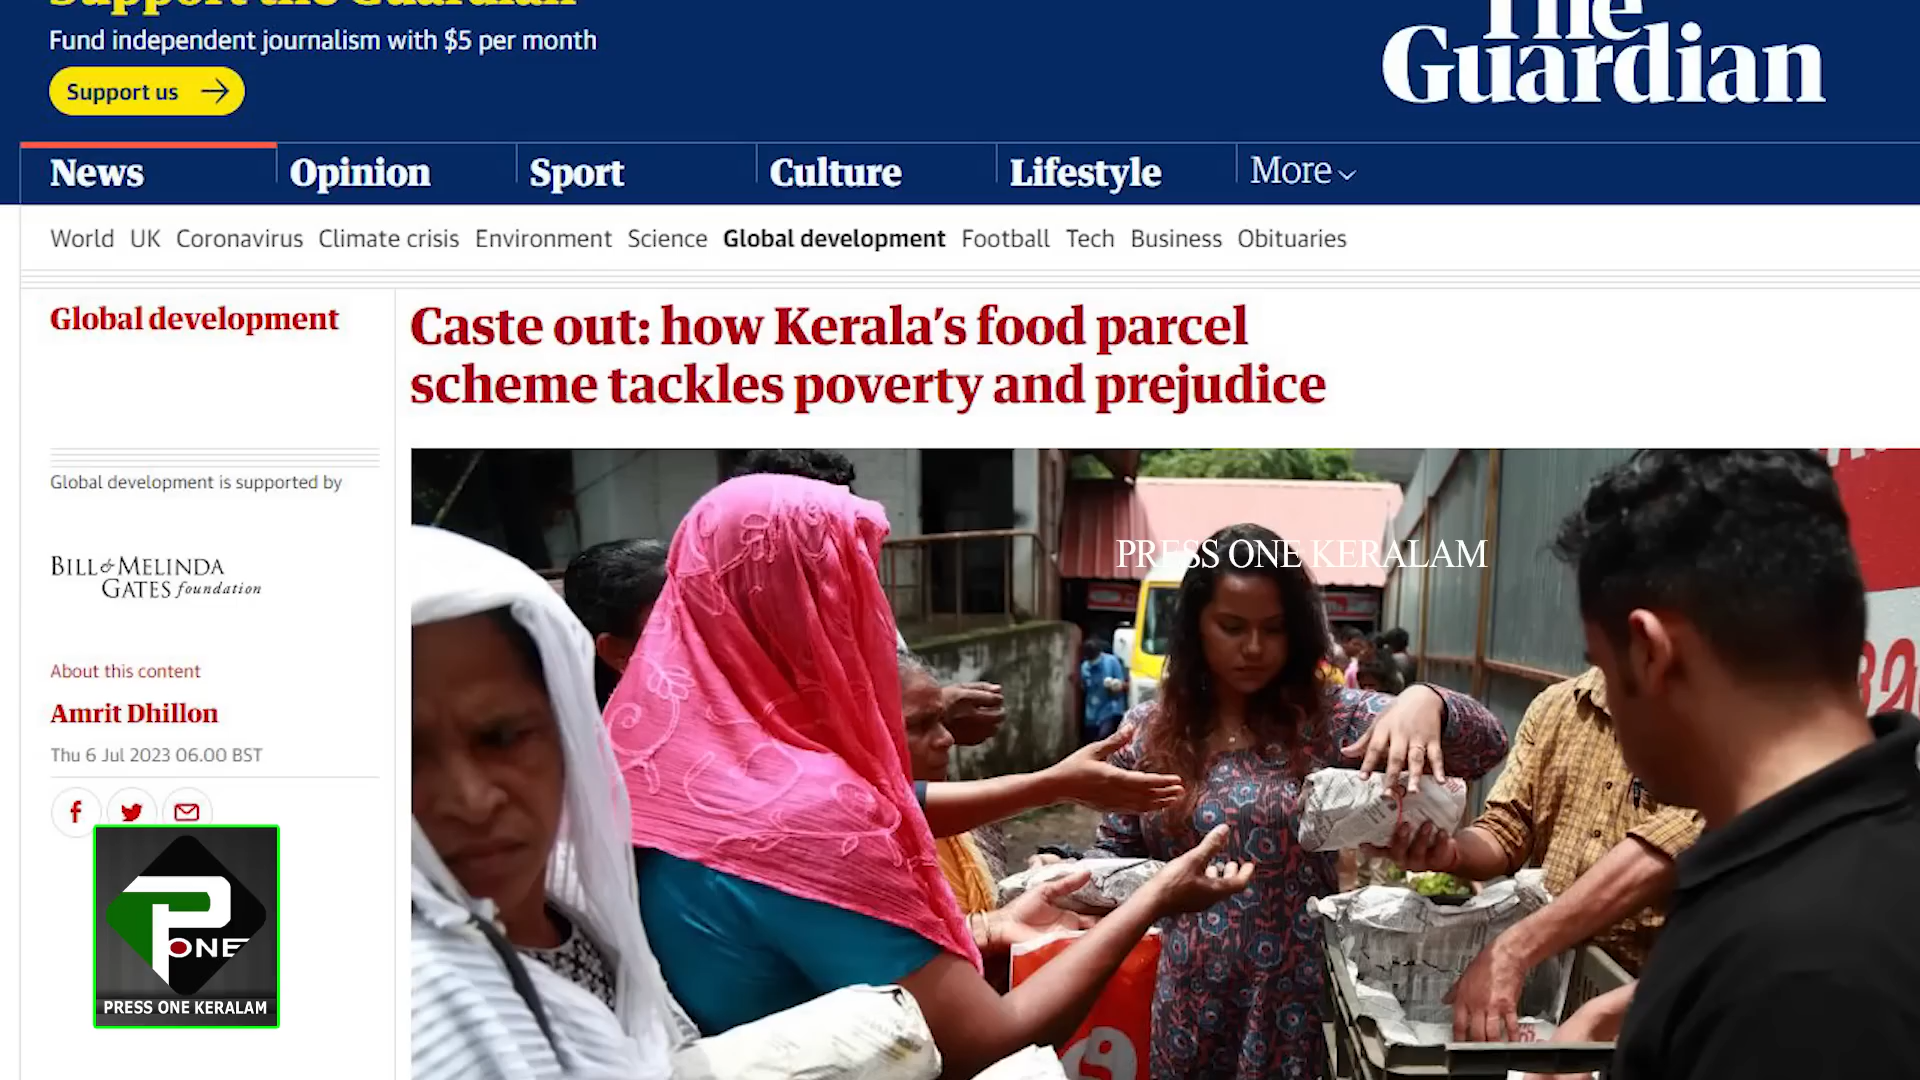 Support the Guardian
Fund independent journalism with $5 per month
Support us
The
Guardian
News
Opinion
Sport
Culture
Lifestyle
More
World UK Coronavirus Climate crisis Environment Science Global development Football Tech Business Obituaries
Global development
Caste out: how Kerala’s food parcel
scheme tackles poverty and prejudice
Global development is supported by
BILL & MELINDA
GATES foundation
About this content
Amrit Dhillon
Thu 6 Jul 2023 06.00 BST
PRESS ONE KERALAM
P
ONE
PRESS ONE KERALAM